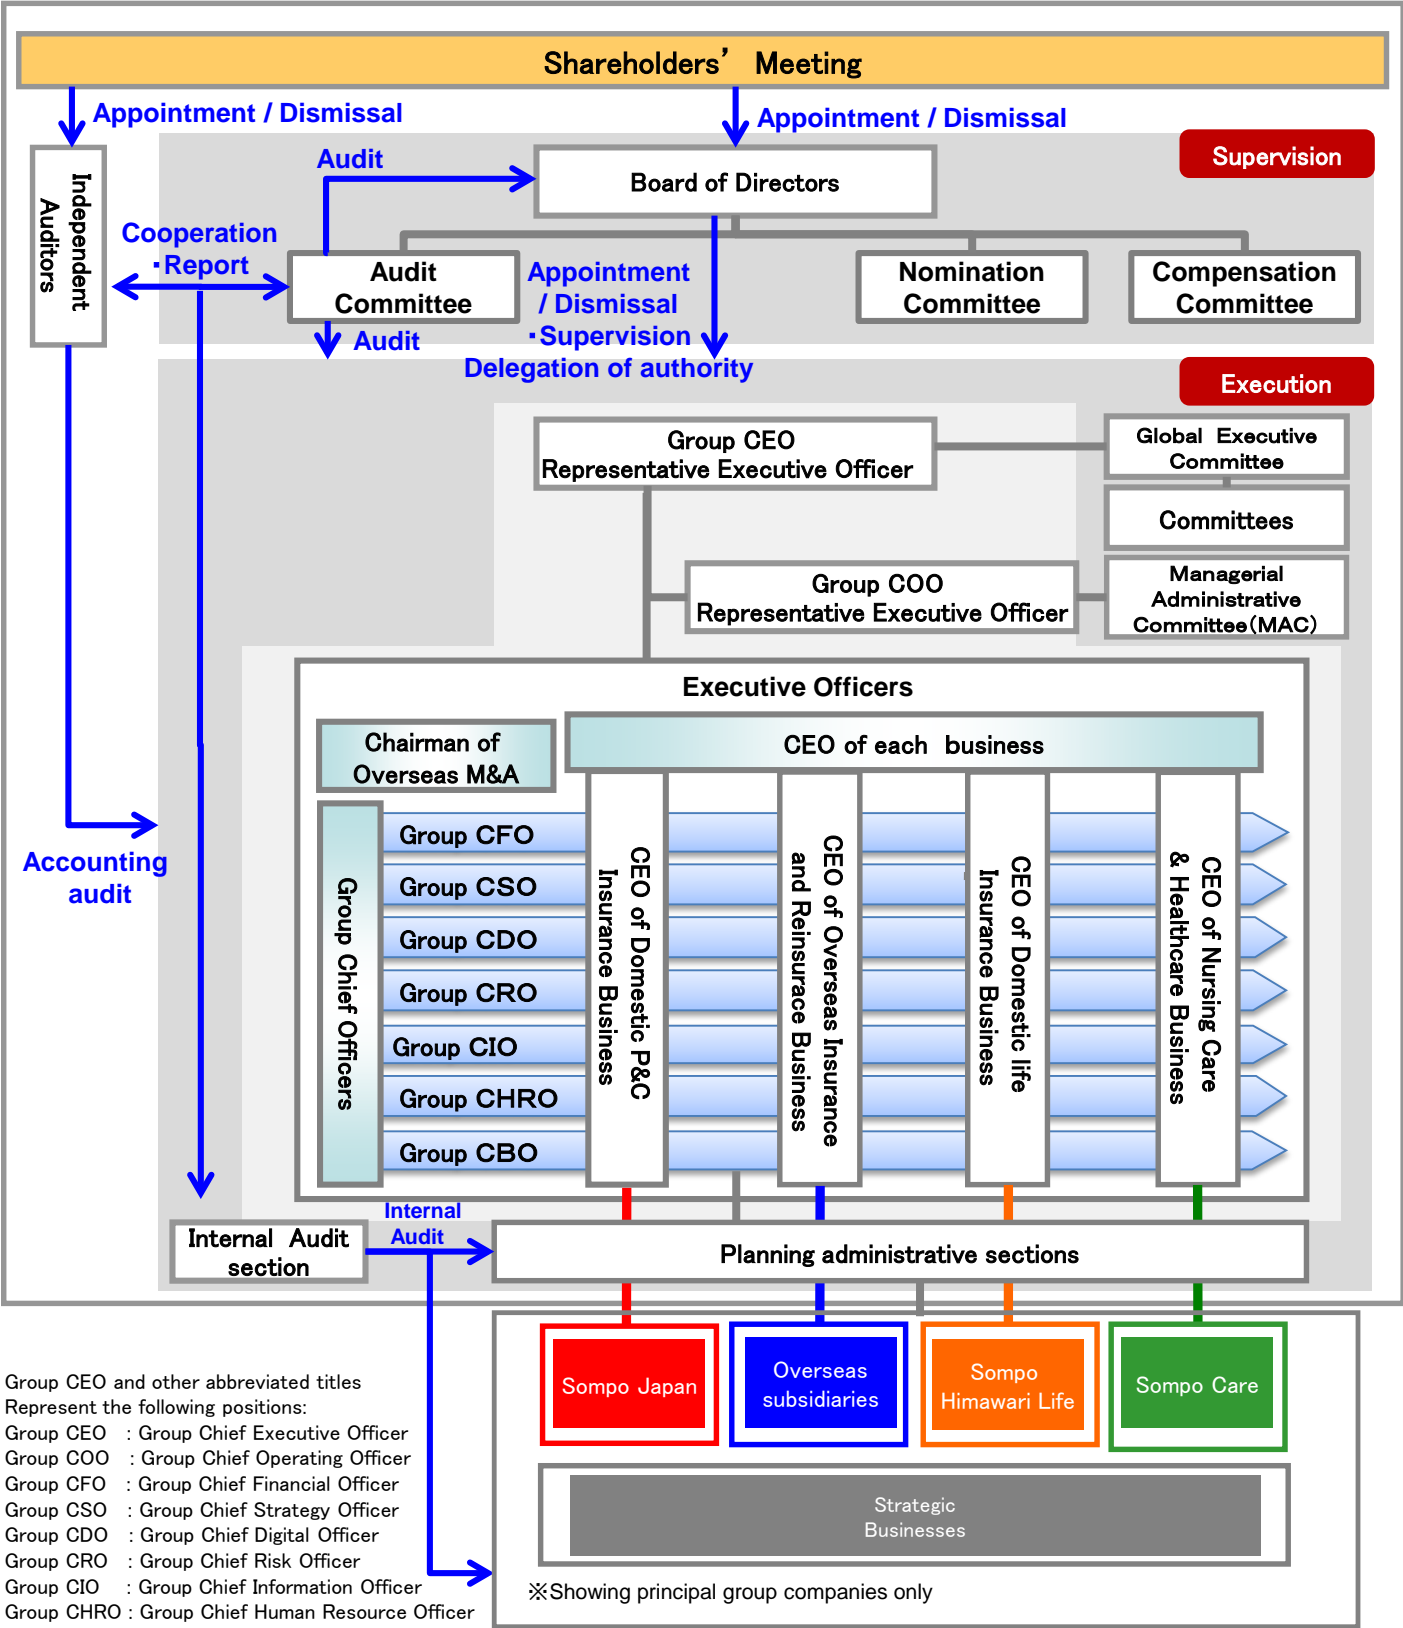 Shareholders’ Meeting
Appointment / Dismissal
Appointment / Dismissal
Supervision
Independent
Auditors
Audit
Board of Directors
Cooperation
・Report
Audit
Committee
Appointment
/ Dismissal
・Supervision
Delegation of authority
Nomination
Committee
Compensation
Committee
Audit
Execution
Group CEO
Representative Executive Officer
Global Executive
Committee
Committees
Group COO
Representative Executive Officer
Managerial
Administrative
Committee(MAC)
Executive Officers
Chairman of
Overseas M&A
CEO of each business
Accounting
audit
Group Chief Officers
Group CFO
Group CSO
Group CDO
Group CRO
Group CIO
Group CHRO
Group CBO
CEO of Domestic P&C
Insurance Business
CEO of Overseas Insurance
and Reinsurace Business
CEO of Domestic life
Insurance Business
CEO of Nursing Care
& Healthcare Business
Internal Audit
section
Internal
Audit
Planning administrative sections
Sompo Japan
Overseas
subsidiaries
Sompo
Himawari Life
Sompo Care
Strategic
Businesses
※Showing principal group companies only
Group CEO and other abbreviated titles
Represent the following positions:
Group CEO : Group Chief Executive Officer
Group COO : Group Chief Operating Officer
Group CFO : Group Chief Financial Officer
Group CSO : Group Chief Strategy Officer
Group CDO : Group Chief Digital Officer
Group CRO : Group Chief Risk Officer
Group CIO : Group Chief Information Officer
Group CHRO : Group Chief Human Resource Officer